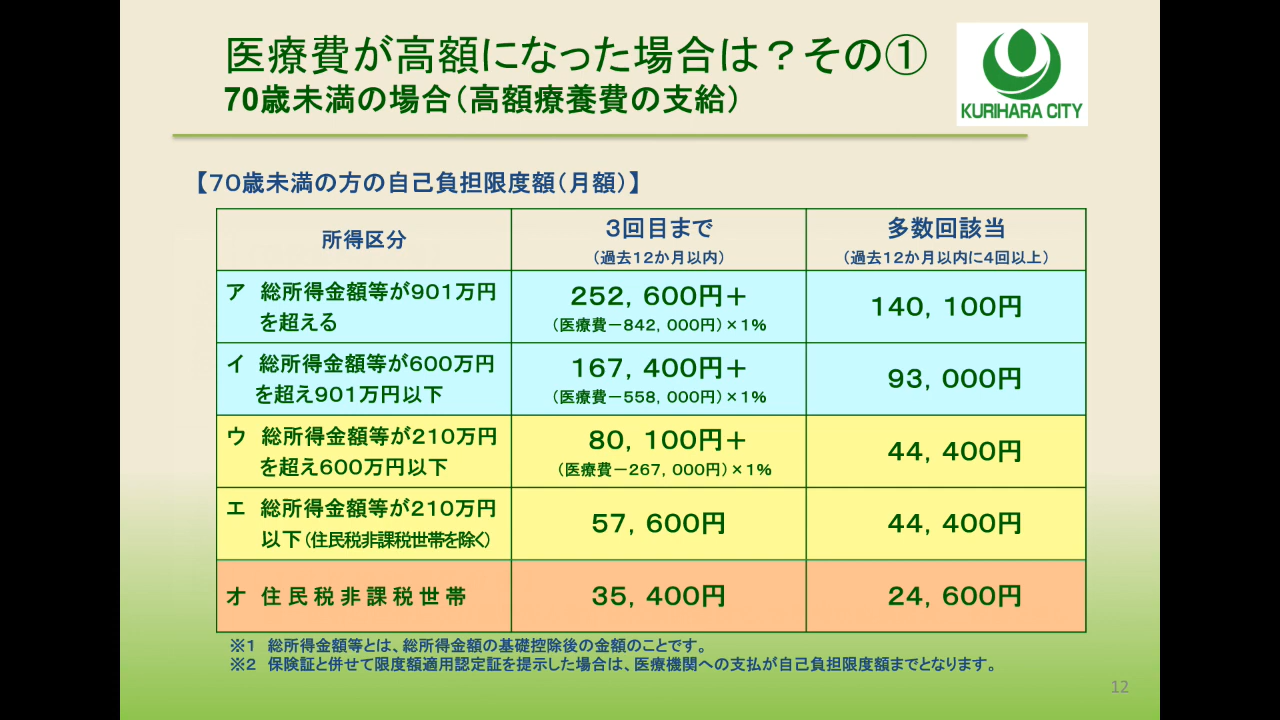 医療費が高額になった場合は？その①
70歳未満の場合（高額療養費の支給）
KURIHARA CITY
【７０歳未満の方の自己負担限度額（月額）】
所得区分
３回目まで
（過去１２か月以内）
多数回該当
（過去１２か月以内に４回以上）
ア　総所得金額等が９０１万円
を超える
２５２，６００円＋
（医療費－８４２，０００円）×１％
１４０，１００円
イ　総所得金額等が６００万円
を超え９０１万円以下
１６７，４００円＋
（医療費－５５８，０００円）×１％
９３，０００円
ウ　総所得金額等が２１０万円
を超え６００万円以下
８０，１００円＋
（医療費－２６７，０００円）×１％
４４，４００円
エ　総所得金額等が２１０万円
以下（住民税非課税世帯を除く）
５７，６００円
４４，４００円
オ　住民税非課税世帯
３５，４００円
２４，６００円
※１　総所得金額等とは、総所得金額の基礎控除後の金額のことです。
※２　保険証と併せて限度額適用認定証を提示した場合は、医療機関への支払が自己負担限度額までとなります。
12